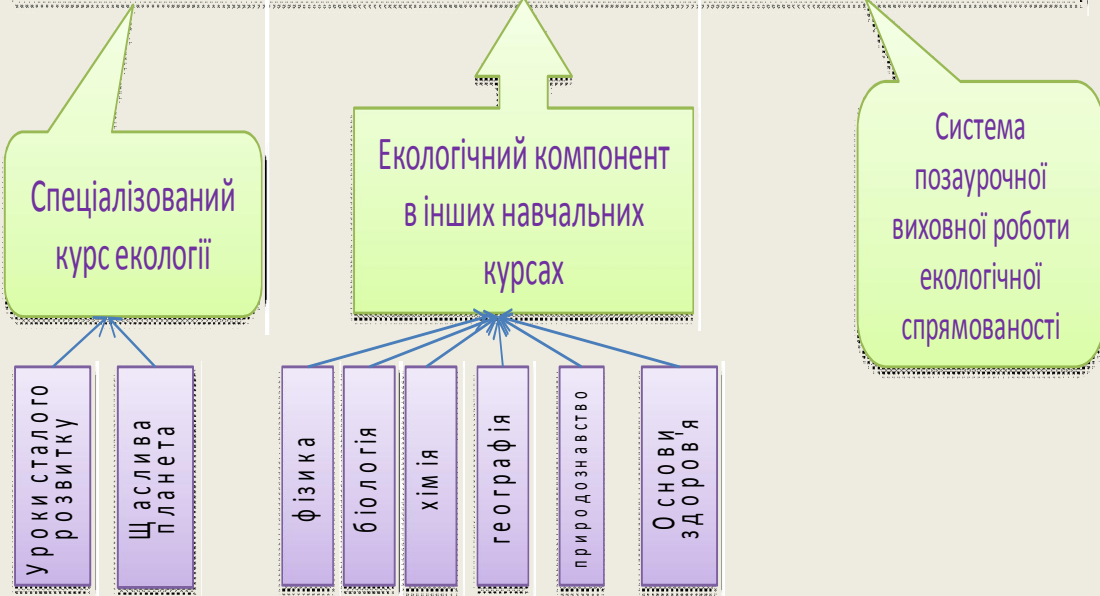 Спеціалізований
курс екології
Екологічний компонент
в інших навчальних
курсах
Система
позаурочної
виховної роботи
екологічної
спрямованості
Уроки сталого
розвитку
Щаслива
планета
фізика
біологія
хімія
географія
природознавство
Основи
здоров'я